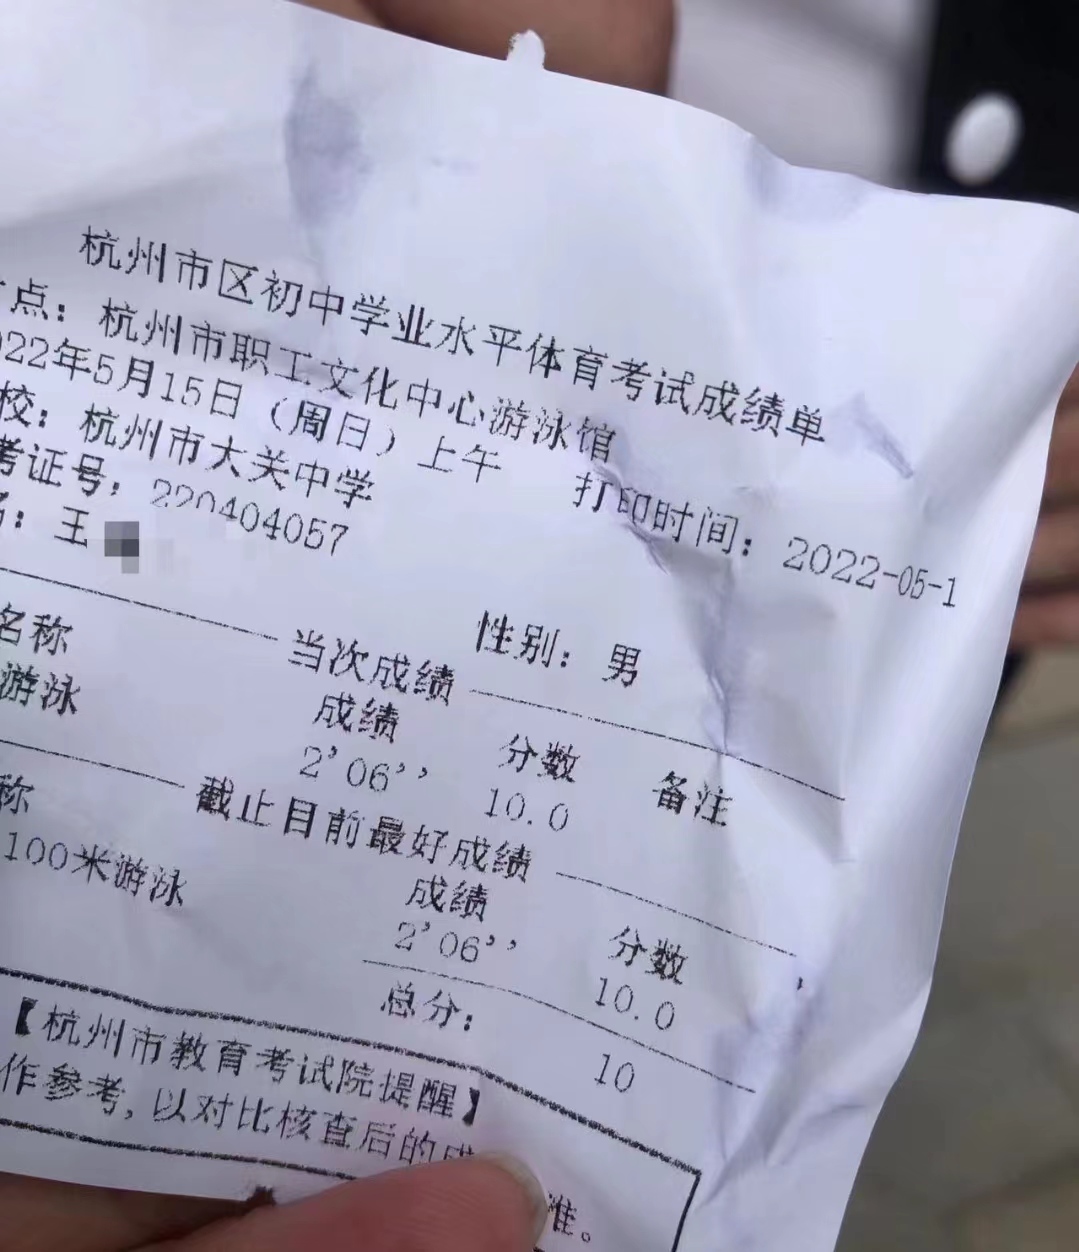 杭州市区初中学业水平体育考试成绩单
点：杭州市职工文化中心游泳馆
022年5月15日（周日）上午 打印时间：2022-05-1
校：杭州市大关中学
考证号：220404057
：王
性别：男
当次成绩
名称 成绩 分数 备注
游泳 2'06'' 10.0
截止目前最好成绩
称 成绩 分数
100米游泳 2'06'' 10.0
总分： 10
【杭州市教育考试院提醒】
作参考,以对比核查后的成 准。